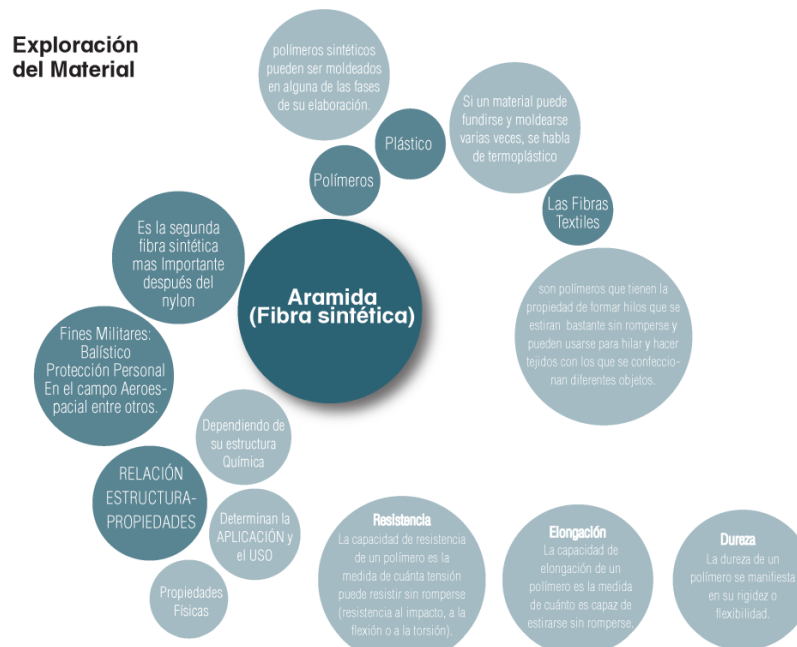 Exploración
del Material
polímeros sintéticos
pueden ser moldeados
en alguna de las fases
de su elaboración.
Plástico
Si un material puede
fundirse y moldearse
varias veces, se habla
de termoplástico
Polímeros
Las Fibras
Textiles
Es la segunda
fibra sintética
mas Importante
después del
nylon
Aramida
(Fibra sintética)
son polímeros que tienen la
propiedad de formar hilos que se
estiran bastante sin romperse y
pueden usarse para hilar y hacer
tejidos con los que se confeccio-
nan diferentes objetos.
Fines Militares:
Balístico
Protección Personal
En el campo Aeroes-
pacial entre otros.
Dependiendo de
su estructura
Química
RELACIÓN
ESTRUCTURA-
PROPIEDADES
Determinan la
APLICACIÓN y
el USO
Propiedades
Físicas
Resistencia
La capacidad de resistencia
de un polímero es la
medida de cuánta tensión
puede resistir sin romperse
(resistencia al impacto, a la
flexión o a la torsión).
Elongación
La capacidad de
elongación de un
polímero es la medida
de cuánto es capaz de
estirarse sin romperse.
Dureza
La dureza de un
polímero se manifiesta
en su rigidez o
flexibilidad.